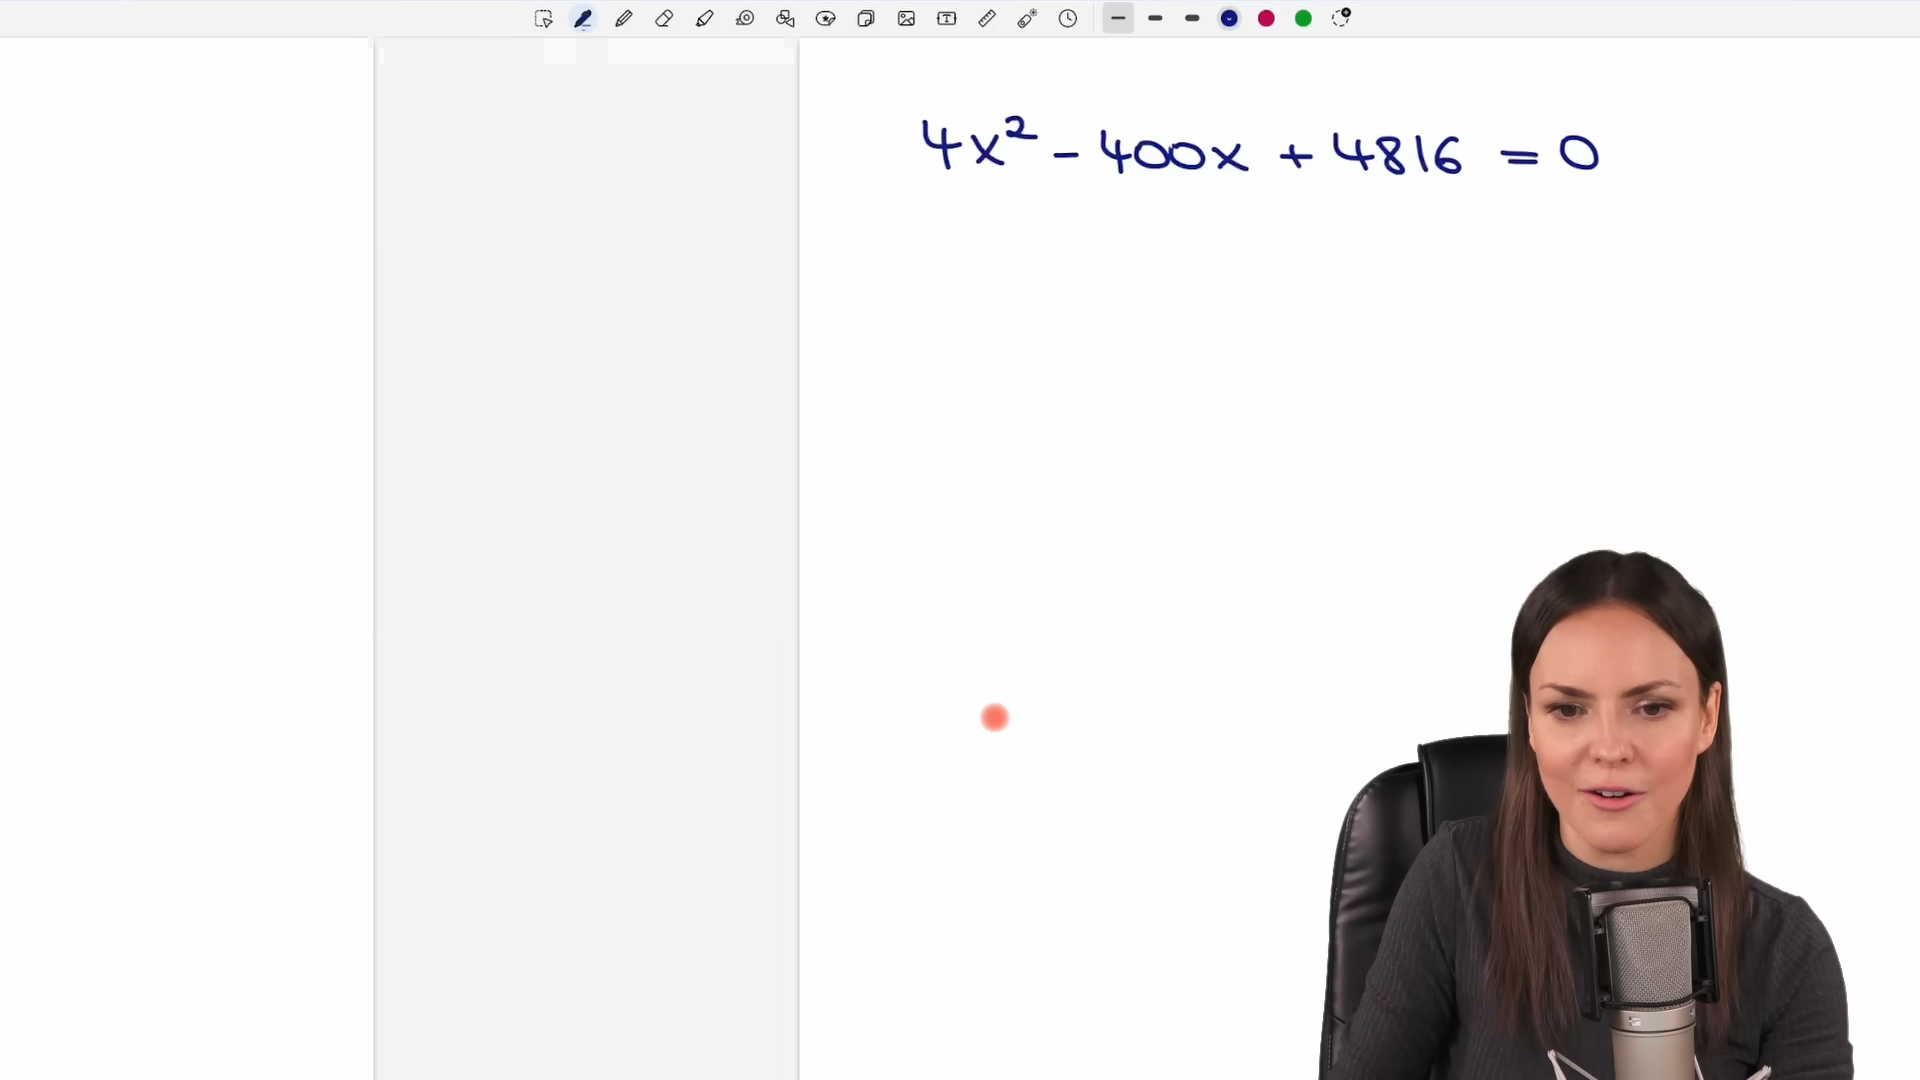 4x² - 400x + 4816 = 0